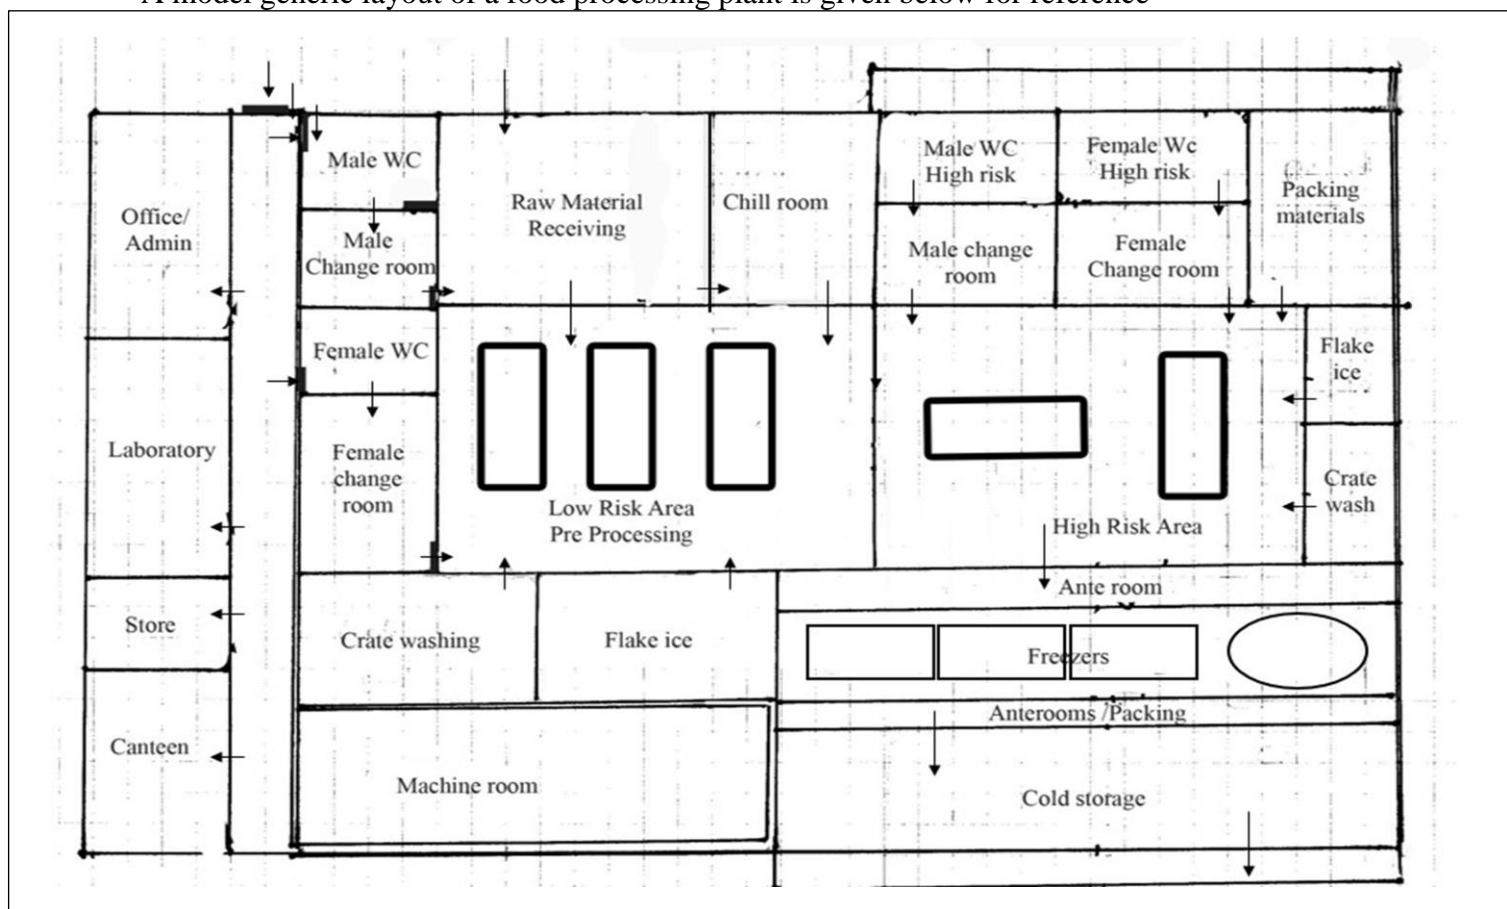 A model generic layout of a food processing plant is given below for reference
Male WC
Male WC
High risk
Female Wc
High risk
Packing
materials
Office/
Admin
Raw Material
Receiving
Chill room
Male
Change room
Male change
room
Female
Change room
Female WC
Flake
ice
Laboratory
Female
change
room
Crate
wash
Low Risk Area
Pre Processing
High Risk Area
Ante room
Store
Crate washing
Flake ice
Freezers
Anterooms /Packing
Canteen
Machine room
Cold storage